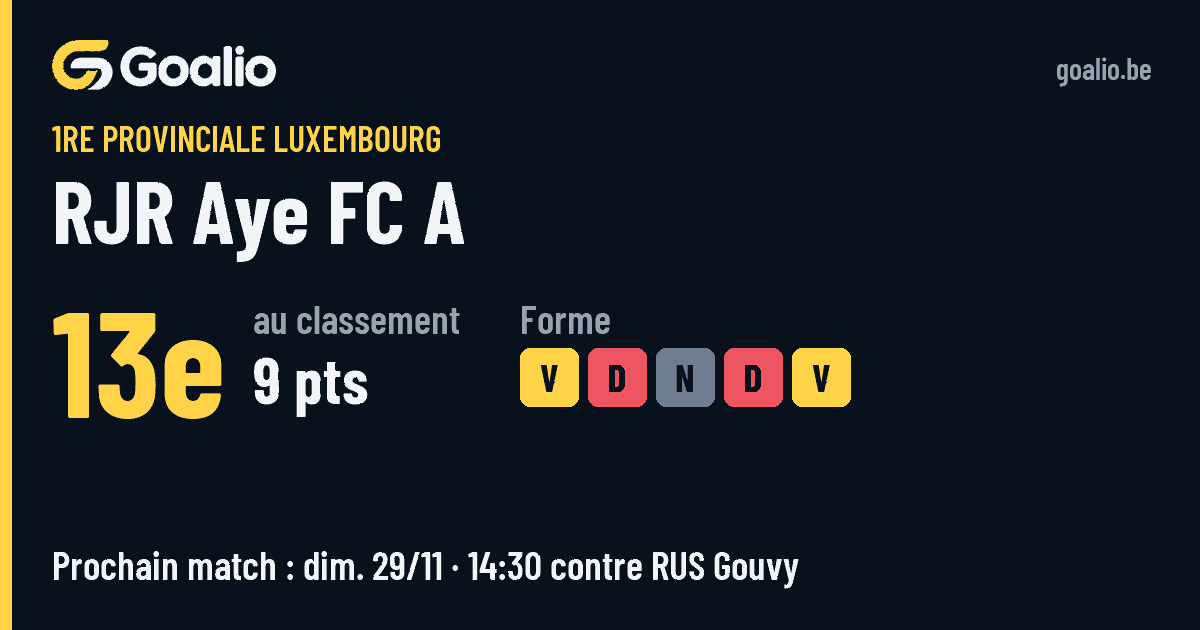 Goalio
goalio.be
1RE PROVINCIALE LUXEMBOURG
RJR Aye FC A
13e
au classement
9 pts
Forme
V D N D V
Prochain match : dim. 29/11 · 14:30 contre RUS Gouvy